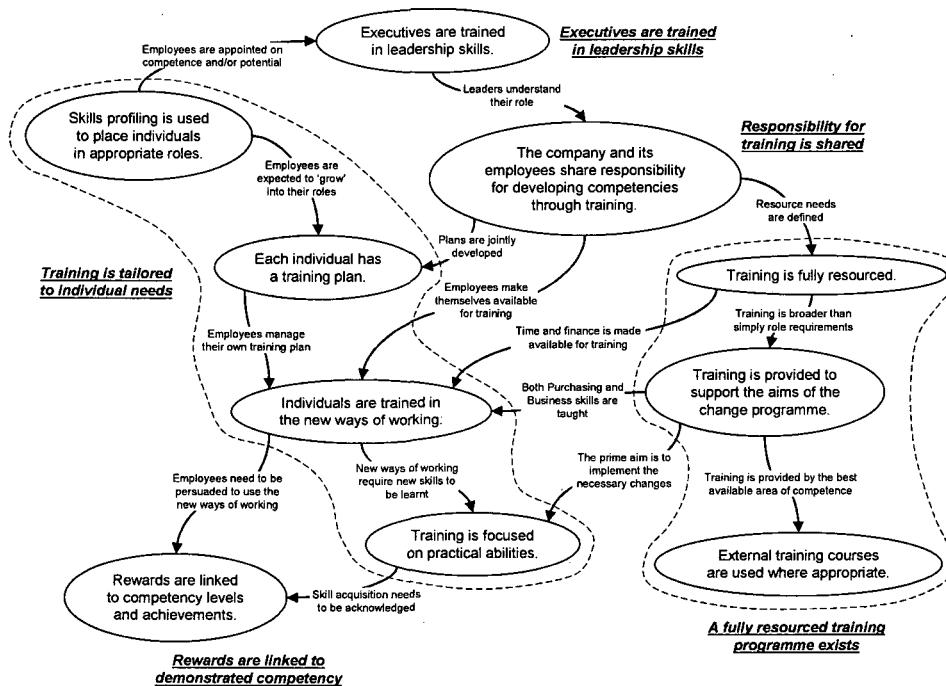 Employees are appointed on
competence and/or potential
Executives are trained
in leadership skills.
Executives are trained
in leadership skills
Leaders understand
their role
Skills profiling is used
to place individuals
in appropriate roles.
Responsibility for
training is shared
The company and its
employees share responsibility
for developing competencies
through training.
Employees are
expected to 'grow'
into their roles
Resource needs
are defined
Plans are jointly
developed
Each individual has
a training plan.
Training is tailored
to individual needs
Training is fully resourced.
Employees make
themselves available
for training
Training is broader than
simply role requirements
Time and finance is made
available for training
Employees manage
their own training plan
Training is provided to
support the aims of the
change programme.
Both Purchasing and
Business skills are
taught
Individuals are trained in
the new ways of working.
The prime aim is to
implement the
necessary changes
New ways of working
require new skills to
be learnt
Employees need to be
persuaded to use the
new ways of working
Training is provided by the best
available area of competence
Training is focused
on practical abilities.
External training courses
are used where appropriate.
Rewards are linked
to competency levels
and achievements.
Skill acquisition needs
to be acknowledged
A fully resourced training
programme exists
Rewards are linked to
demonstrated competency